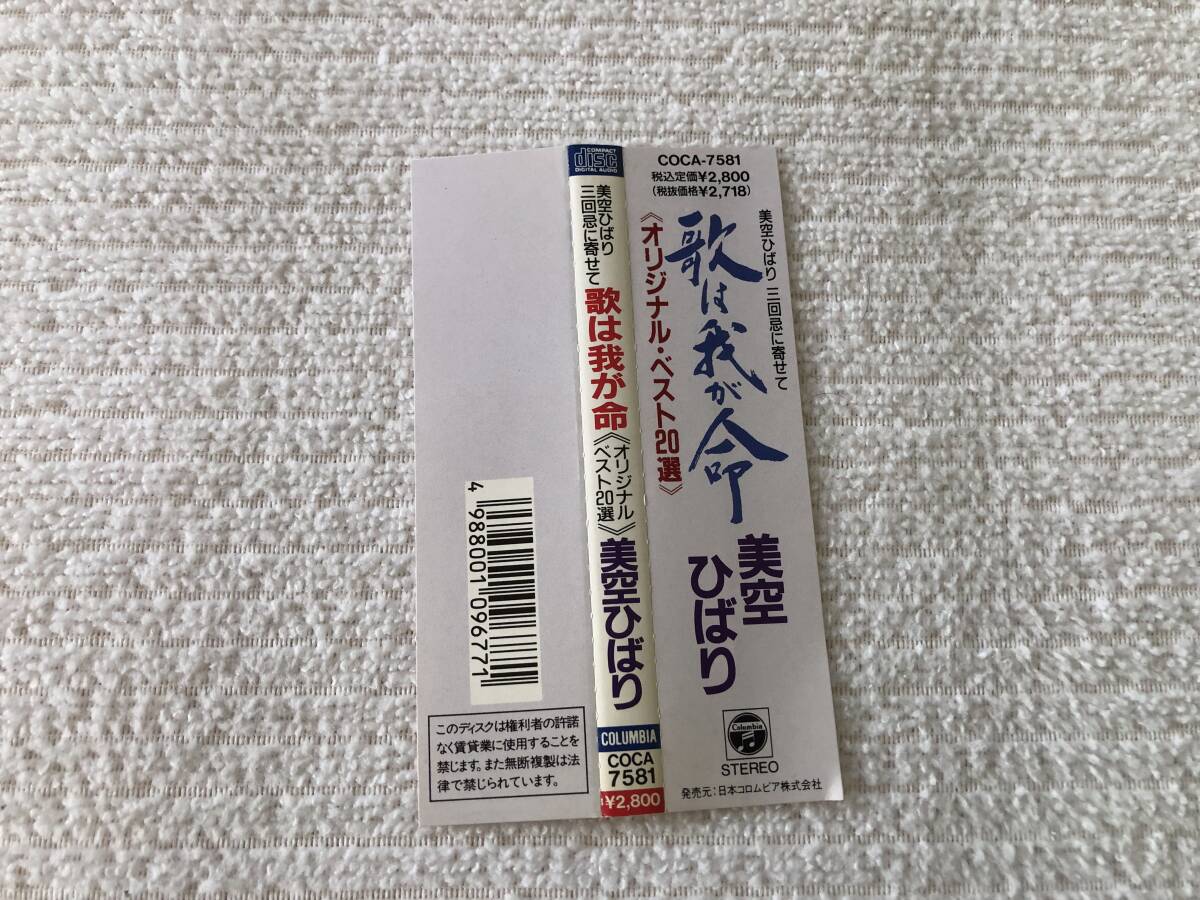 COCA-7581
税込定価¥2,800
(税抜価格¥2,718)
美空ひばり 三回忌に寄せて
歌は我が命
《オリジナル・ベスト20選》
美空
ひばり
Columbia
STEREO
発売元:日本コロムビア株式会社
COMPACT
disc
DIGITAL AUDIO
美空ひばり
三回忌に寄せて
歌は我が命
《オリジナル
ベスト20選》
美空ひばり
COLUMBIA
COCA
7581
¥2,800
4 988001 096771
このディスクは権利者の許諾
なく賃貸業に使用することを
禁じます。また無断複製は法
律で禁じられています。